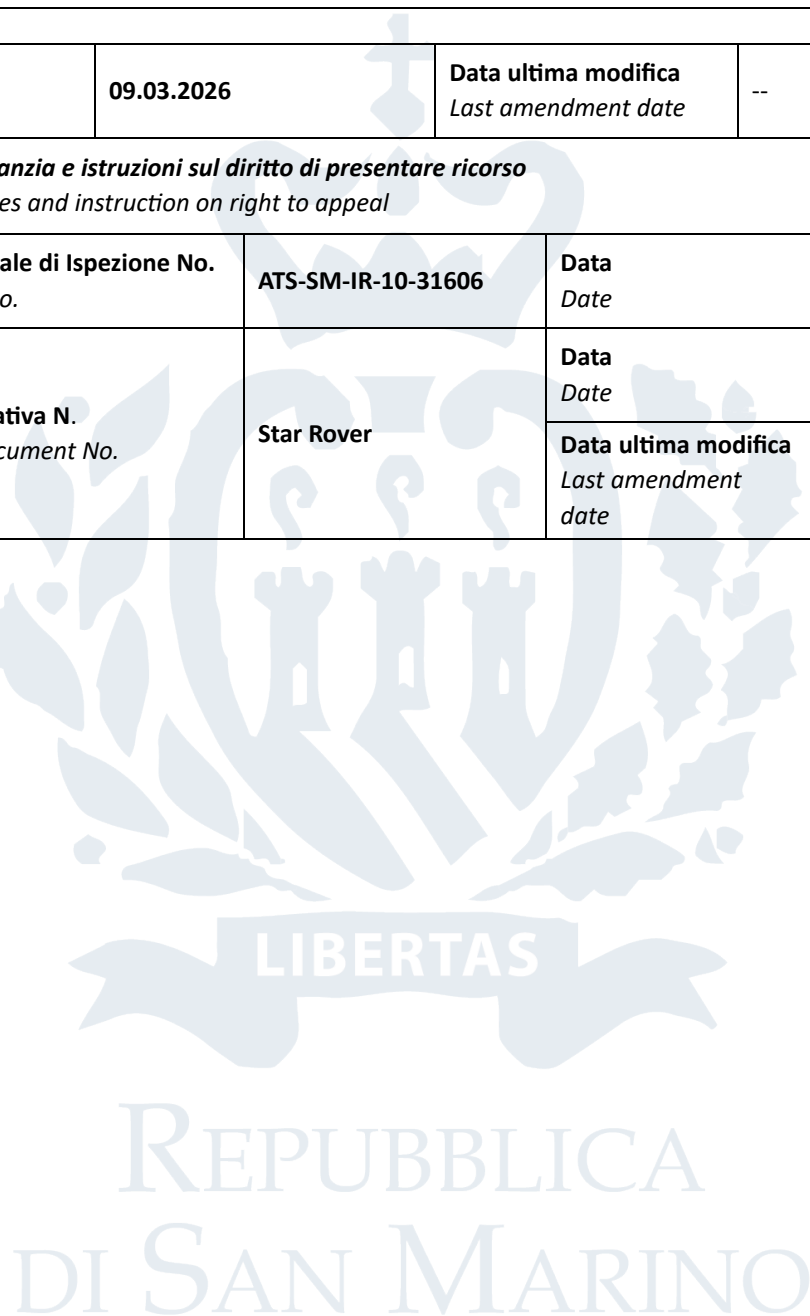 09.03.2026
Data ultima modifica
Last amendment date
--
anzia e istruzioni sul diritto di presentare ricorso
es and instruction on right to appeal
ale di Ispezione No.
o.
ATS-SM-IR-10-31606
Data
Date
ativa N.
cument No.
Star Rover
Data
Date
Data ultima modifica
Last amendment
date
LIBERTAS
REPUBBLICA
DI SAN MARINO